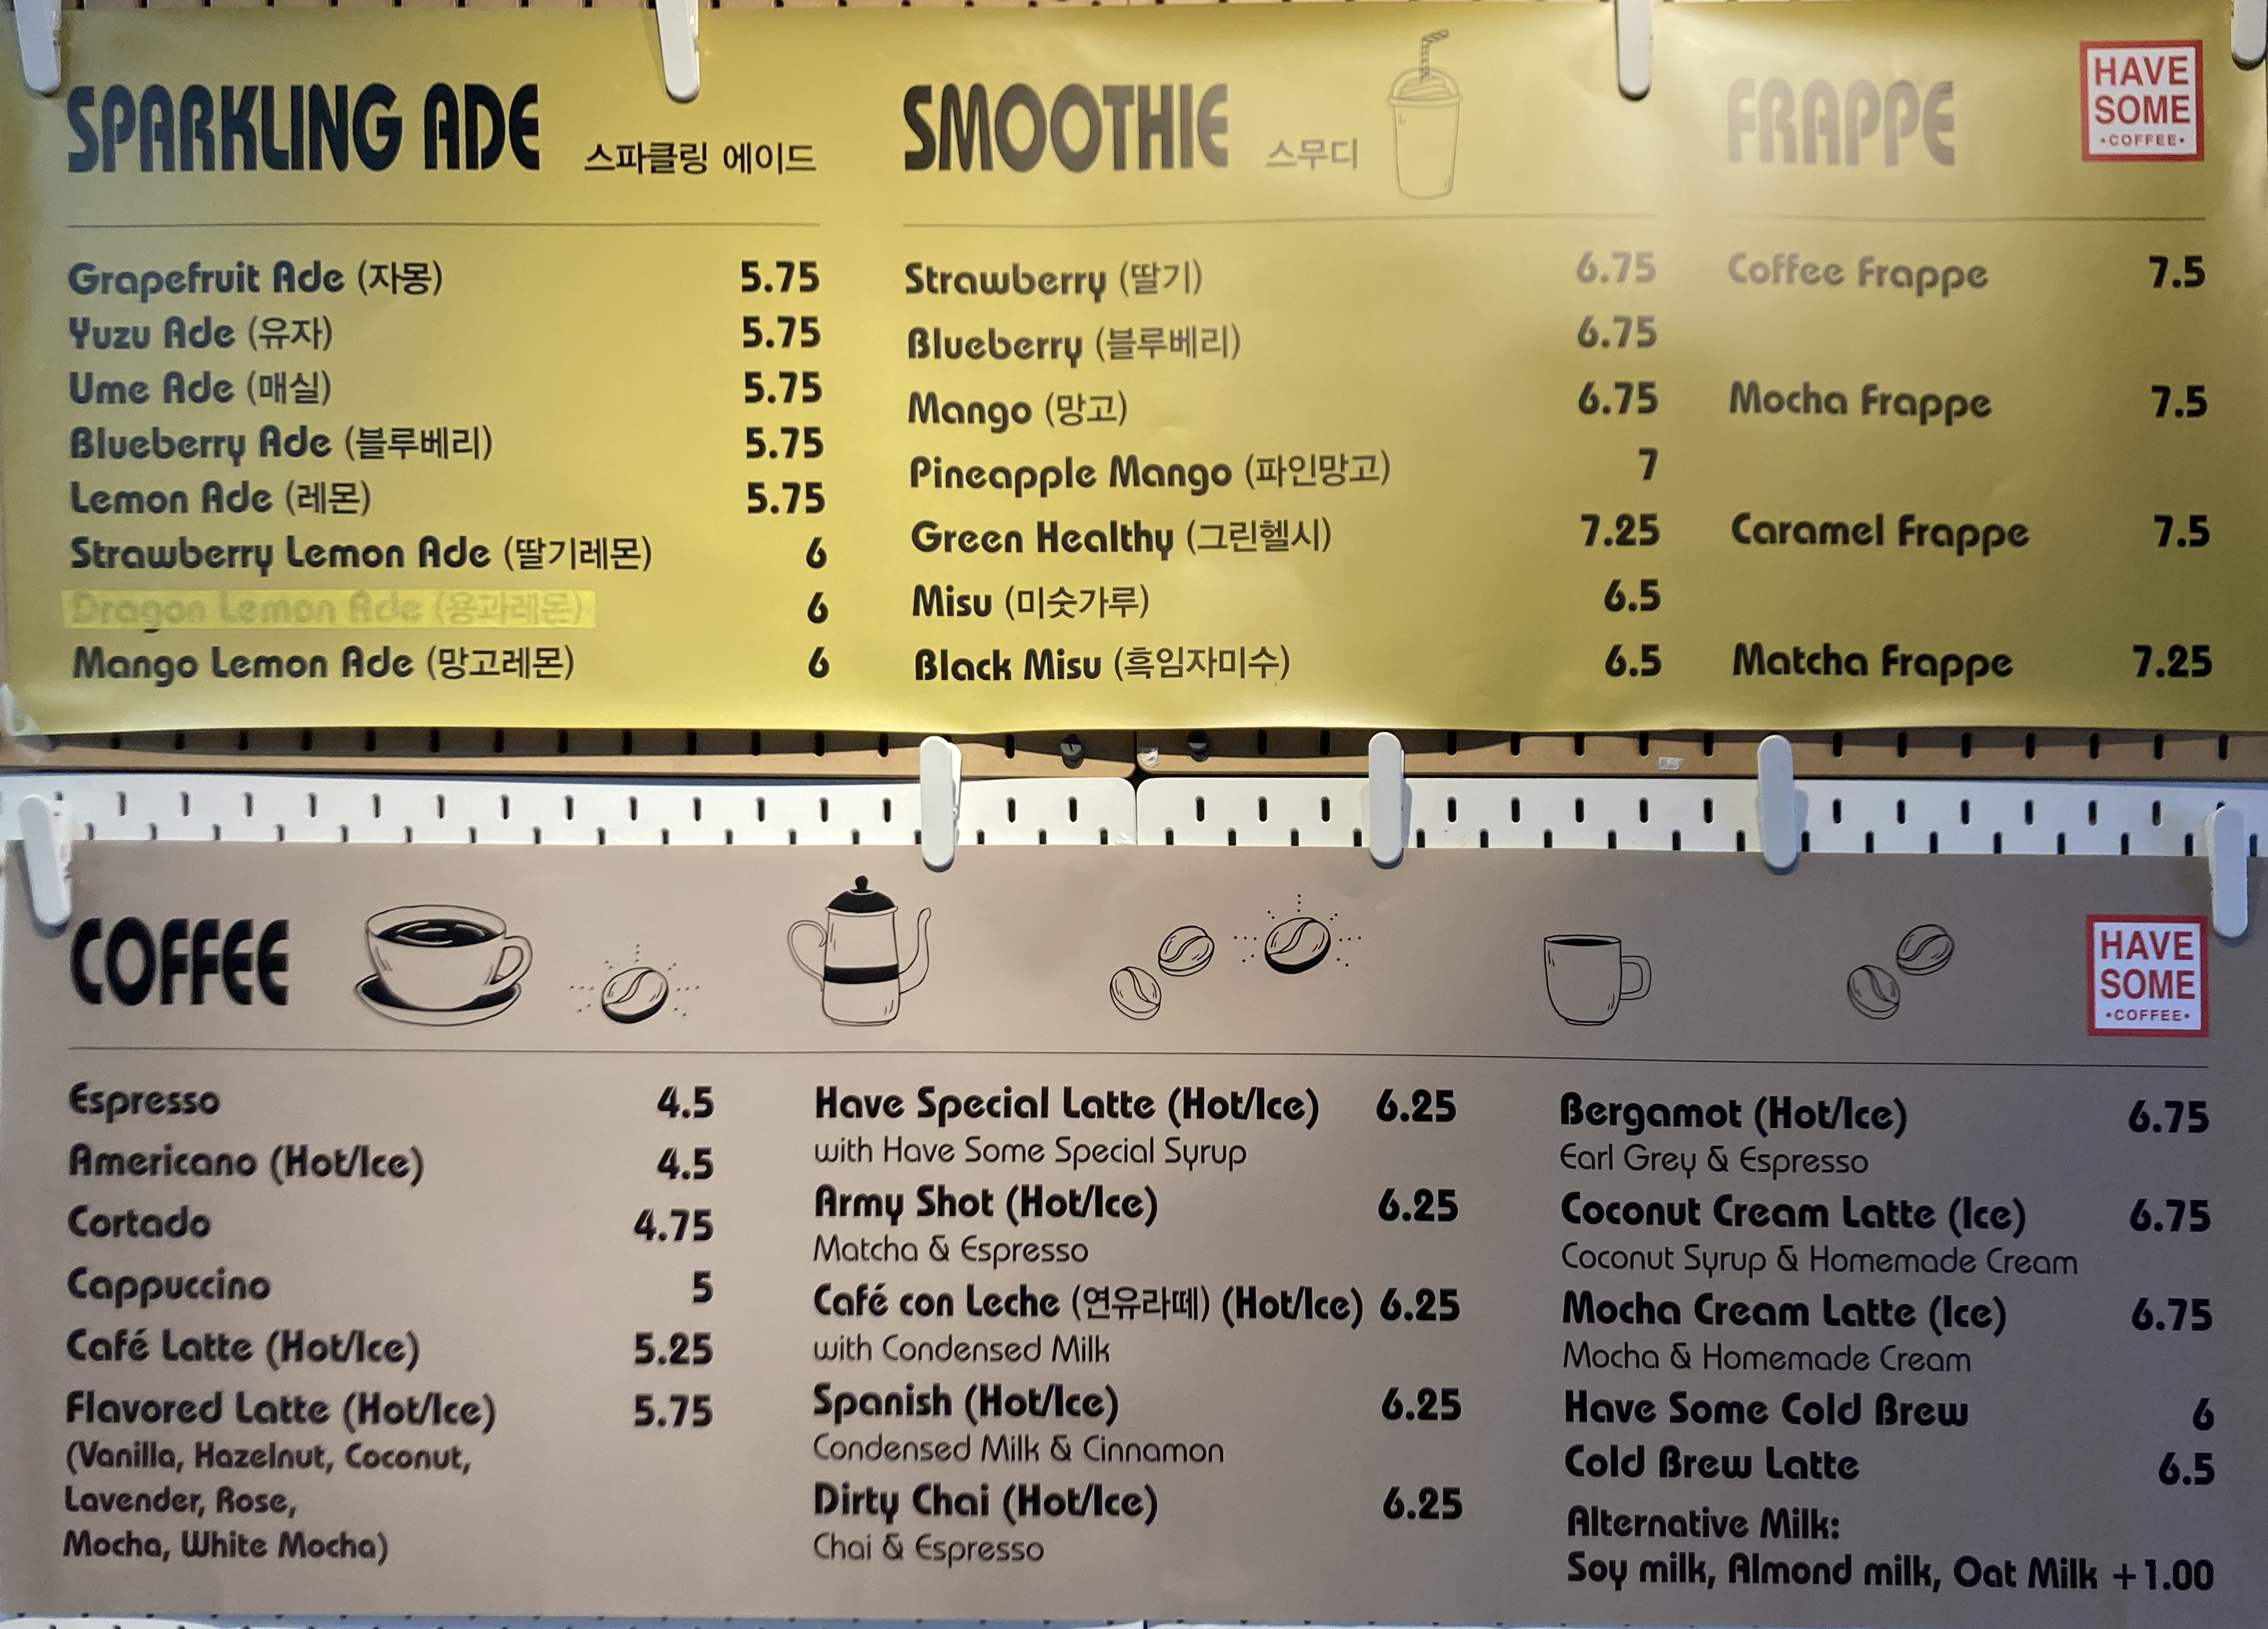 SPARKLING ADE 스파클링 에이드
Grapefruit Ade (자몽) 5.75
Yuzu Ade (유자) 5.75
Ume Ade (매실) 5.75
Blueberry Ade (블루베리) 5.75
Lemon Ade (레몬) 5.75
Strawberry Lemon Ade (딸기레몬) 6
Dragon Lemon Ade (용과레몬) 6
Mango Lemon Ade (망고레몬) 6
SMOOTHIE 스무디
Strawberry (딸기) 6.75
Blueberry (블루베리) 6.75
Mango (망고) 6.75
Pineapple Mango (파인망고) 7
Green Healthy (그린헬시) 7.25
Misu (미숫가루) 6.5
Black Misu (흑임자미수) 6.5
FRAPPE
HAVE
SOME
•COFFEE•
Coffee Frappe 7.5
Mocha Frappe 7.5
Caramel Frappe 7.5
Matcha Frappe 7.25
COFFEE
HAVE
SOME
•COFFEE•
Espresso 4.5
Americano (Hot/Ice) 4.5
Cortado 4.75
Cappuccino 5
Café Latte (Hot/Ice) 5.25
Flavored Latte (Hot/Ice) 5.75
(Vanilla, Hazelnut, Coconut,
Lavender, Rose,
Mocha, White Mocha)
Have Special Latte (Hot/Ice) 6.25
with Have Some Special Syrup
Army Shot (Hot/Ice) 6.25
Matcha & Espresso
Café con Leche (연유라떼) (Hot/Ice) 6.25
with Condensed Milk
Spanish (Hot/Ice) 6.25
Condensed Milk & Cinnamon
Dirty Chai (Hot/Ice) 6.25
Chai & Espresso
Bergamot (Hot/Ice) 6.75
Earl Grey & Espresso
Coconut Cream Latte (Ice) 6.75
Coconut Syrup & Homemade Cream
Mocha Cream Latte (Ice) 6.75
Mocha & Homemade Cream
Have Some Cold Brew 6
Cold Brew Latte 6.5
Alternative Milk:
Soy milk, Almond milk, Oat Milk +1.00